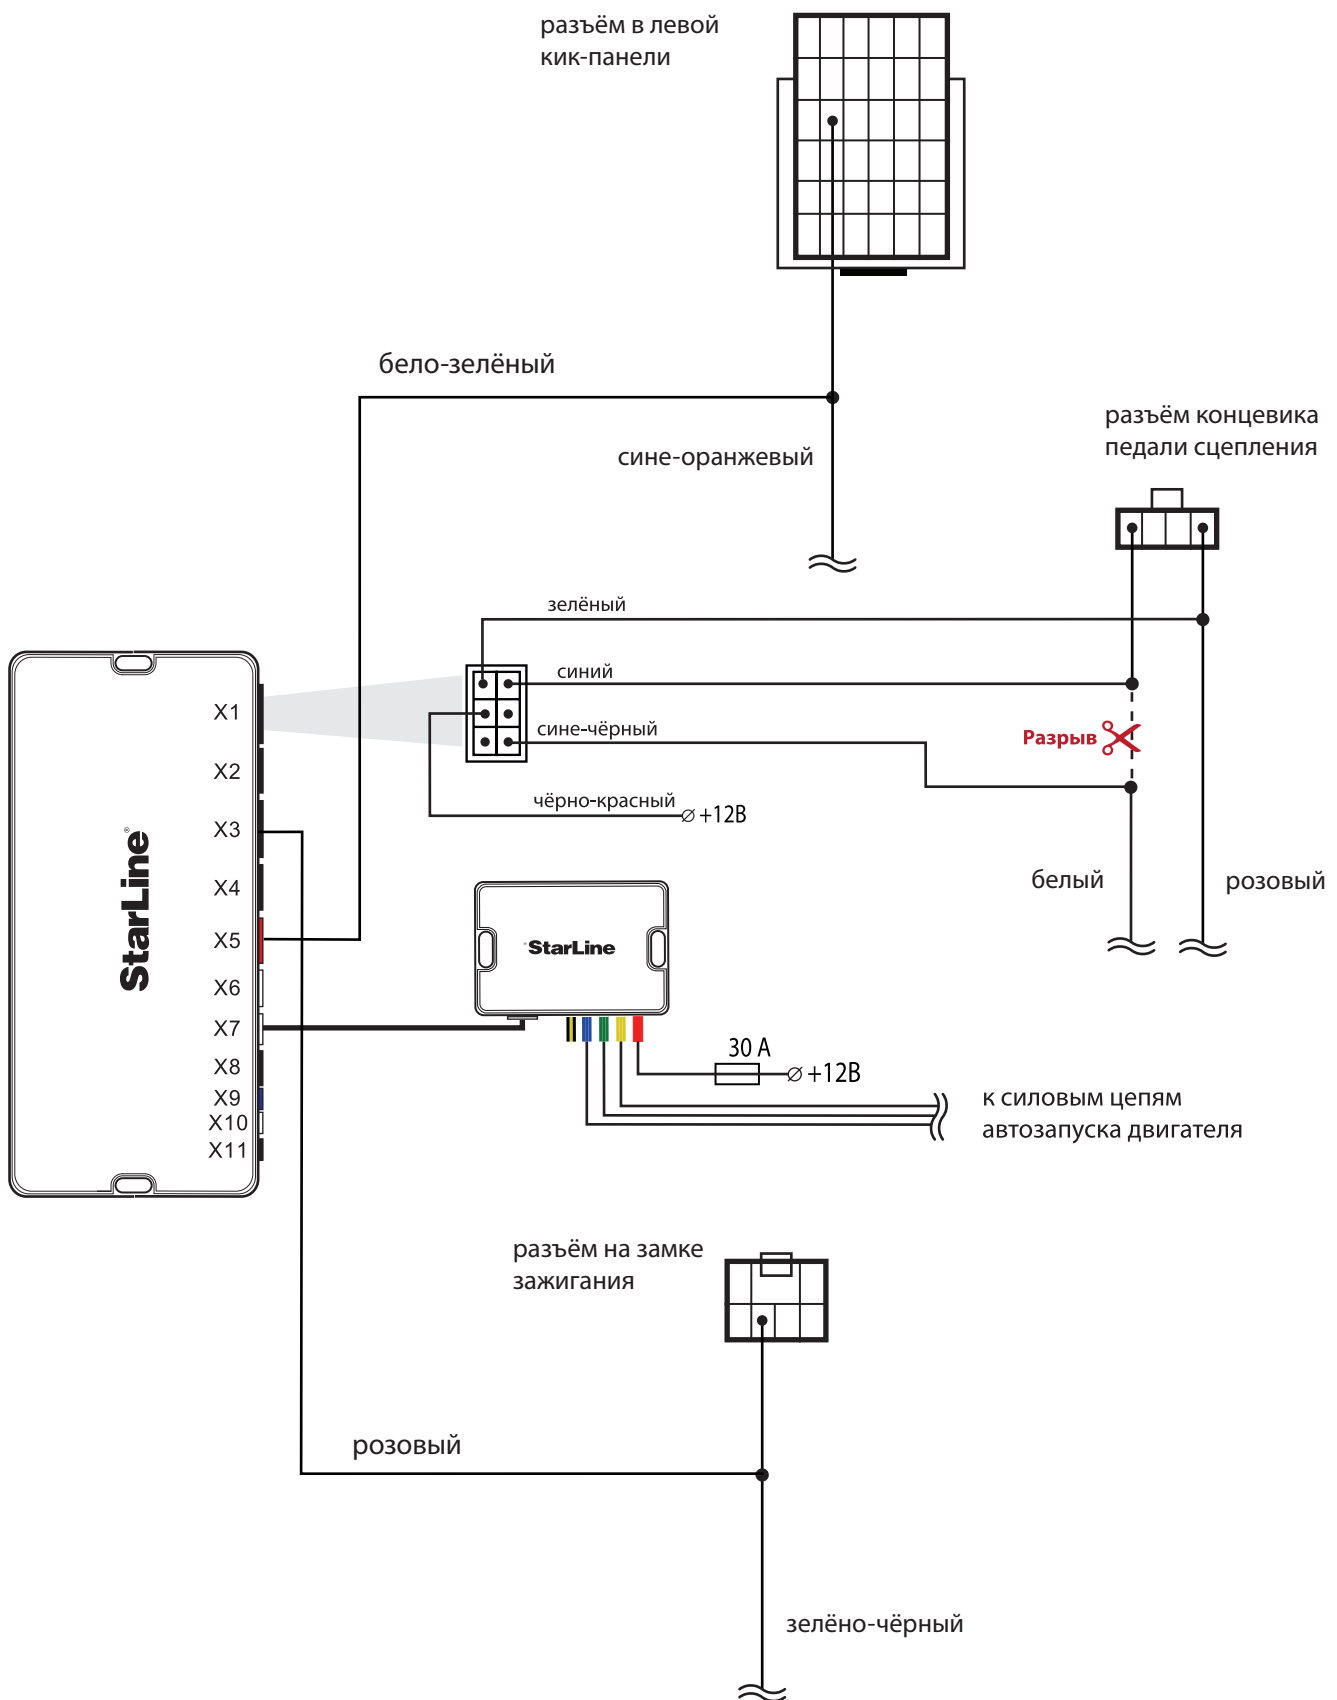 разъём в левой
кик-панели
бело-зелёный
сине-оранжевый
разъём концевика
педали сцепления
зелёный
синий
сине-чёрный
чёрно-красный
+12В
Разрыв
белый
розовый
StarLine®
X1
X2
X3
X4
X5
X6
X7
X8
X9
X10
X11
StarLine
30 А
+12В
к силовым цепям
автозапуска двигателя
разъём на замке
зажигания
розовый
зелёно-чёрный